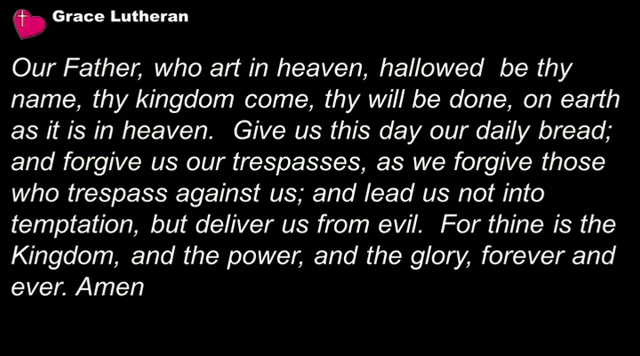 Grace Lutheran
Our Father, who art in heaven, hallowed be thy
name, thy kingdom come, thy will be done, on earth
as it is in heaven. Give us this day our daily bread;
and forgive us our trespasses, as we forgive those
who trespass against us; and lead us not into
temptation, but deliver us from evil. For thine is the
Kingdom, and the power, and the glory, forever and
ever. Amen